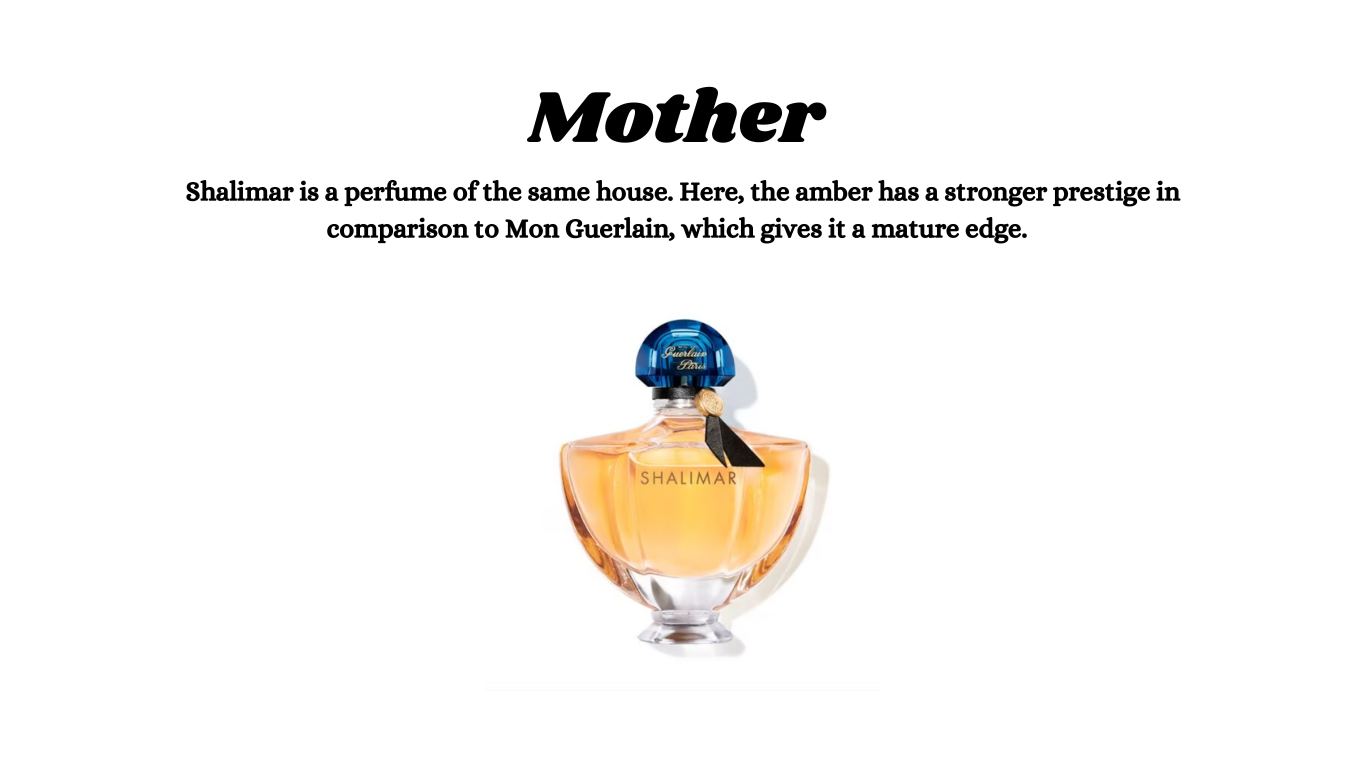 Mother
Shalimar is a perfume of the same house. Here, the amber has a stronger prestige in
comparison to Mon Guerlain, which gives it a mature edge.
Guerlain
Paris
SHALIMAR